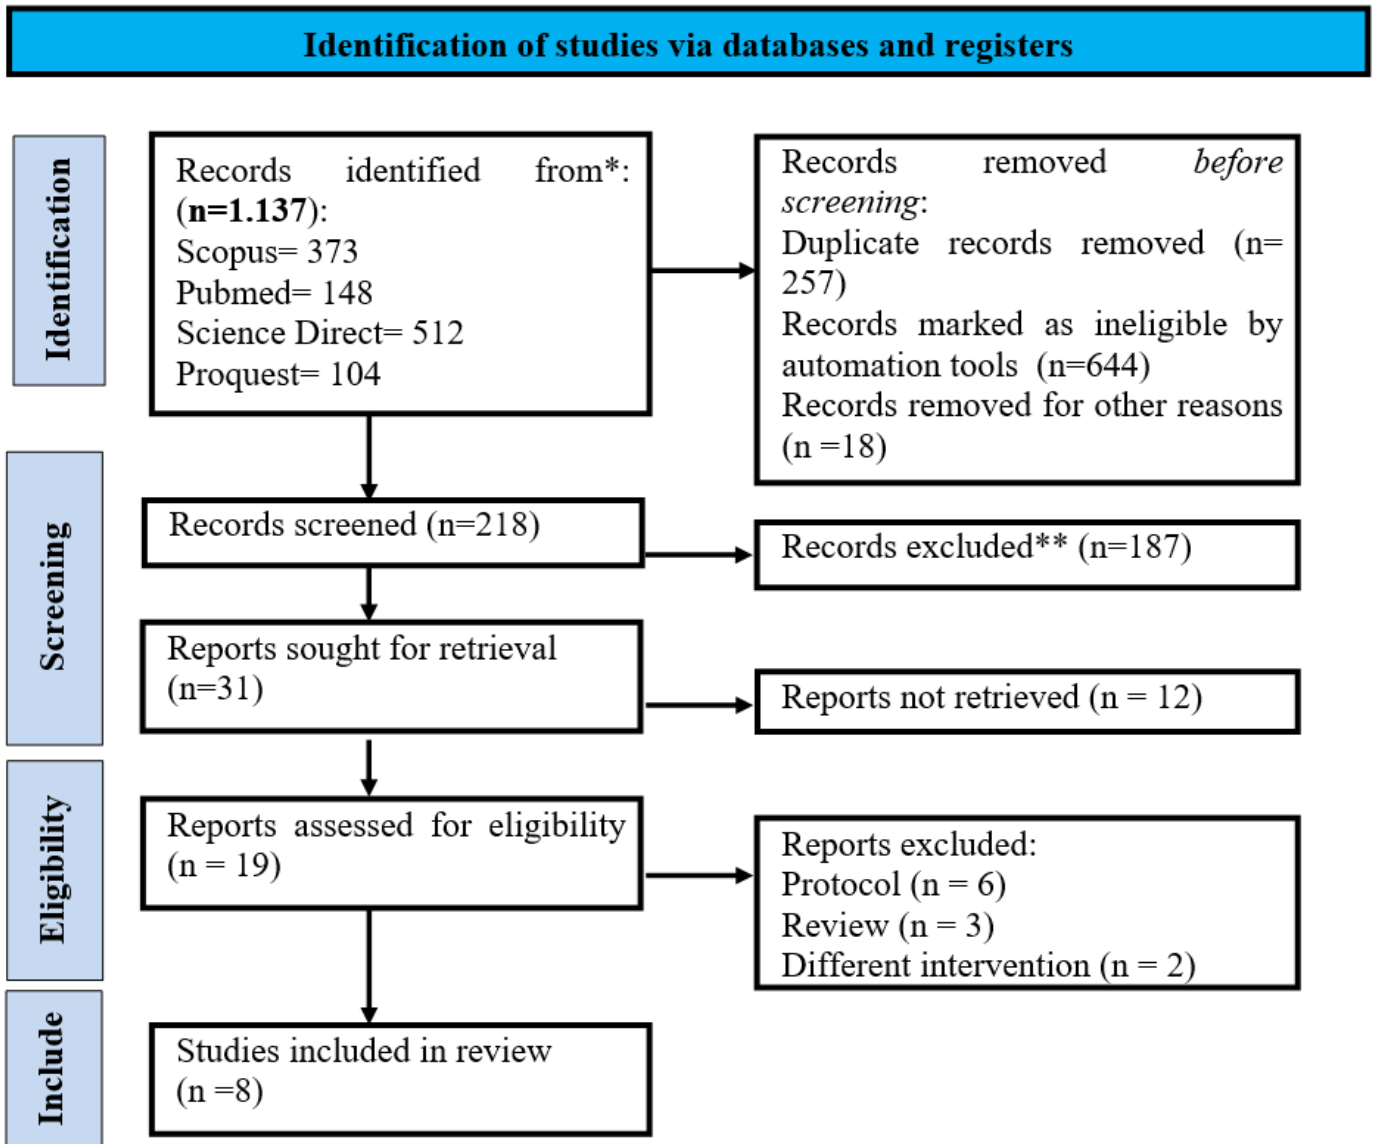 Identification of studies via databases and registers
Identification
Records identified from*:
(n=1.137):
Scopus= 373
Pubmed= 148
Science Direct= 512
Proquest= 104
Records removed before
screening:
Duplicate records removed (n=
257)
Records marked as ineligible by
automation tools (n=644)
Records removed for other reasons
(n =18)
Screening
Records screened (n=218)
Records excluded** (n=187)
Reports sought for retrieval
(n=31)
Reports not retrieved (n = 12)
Eligibility
Reports assessed for eligibility
(n = 19)
Reports excluded:
Protocol (n = 6)
Review (n = 3)
Different intervention (n = 2)
Include
Studies included in review
(n =8)